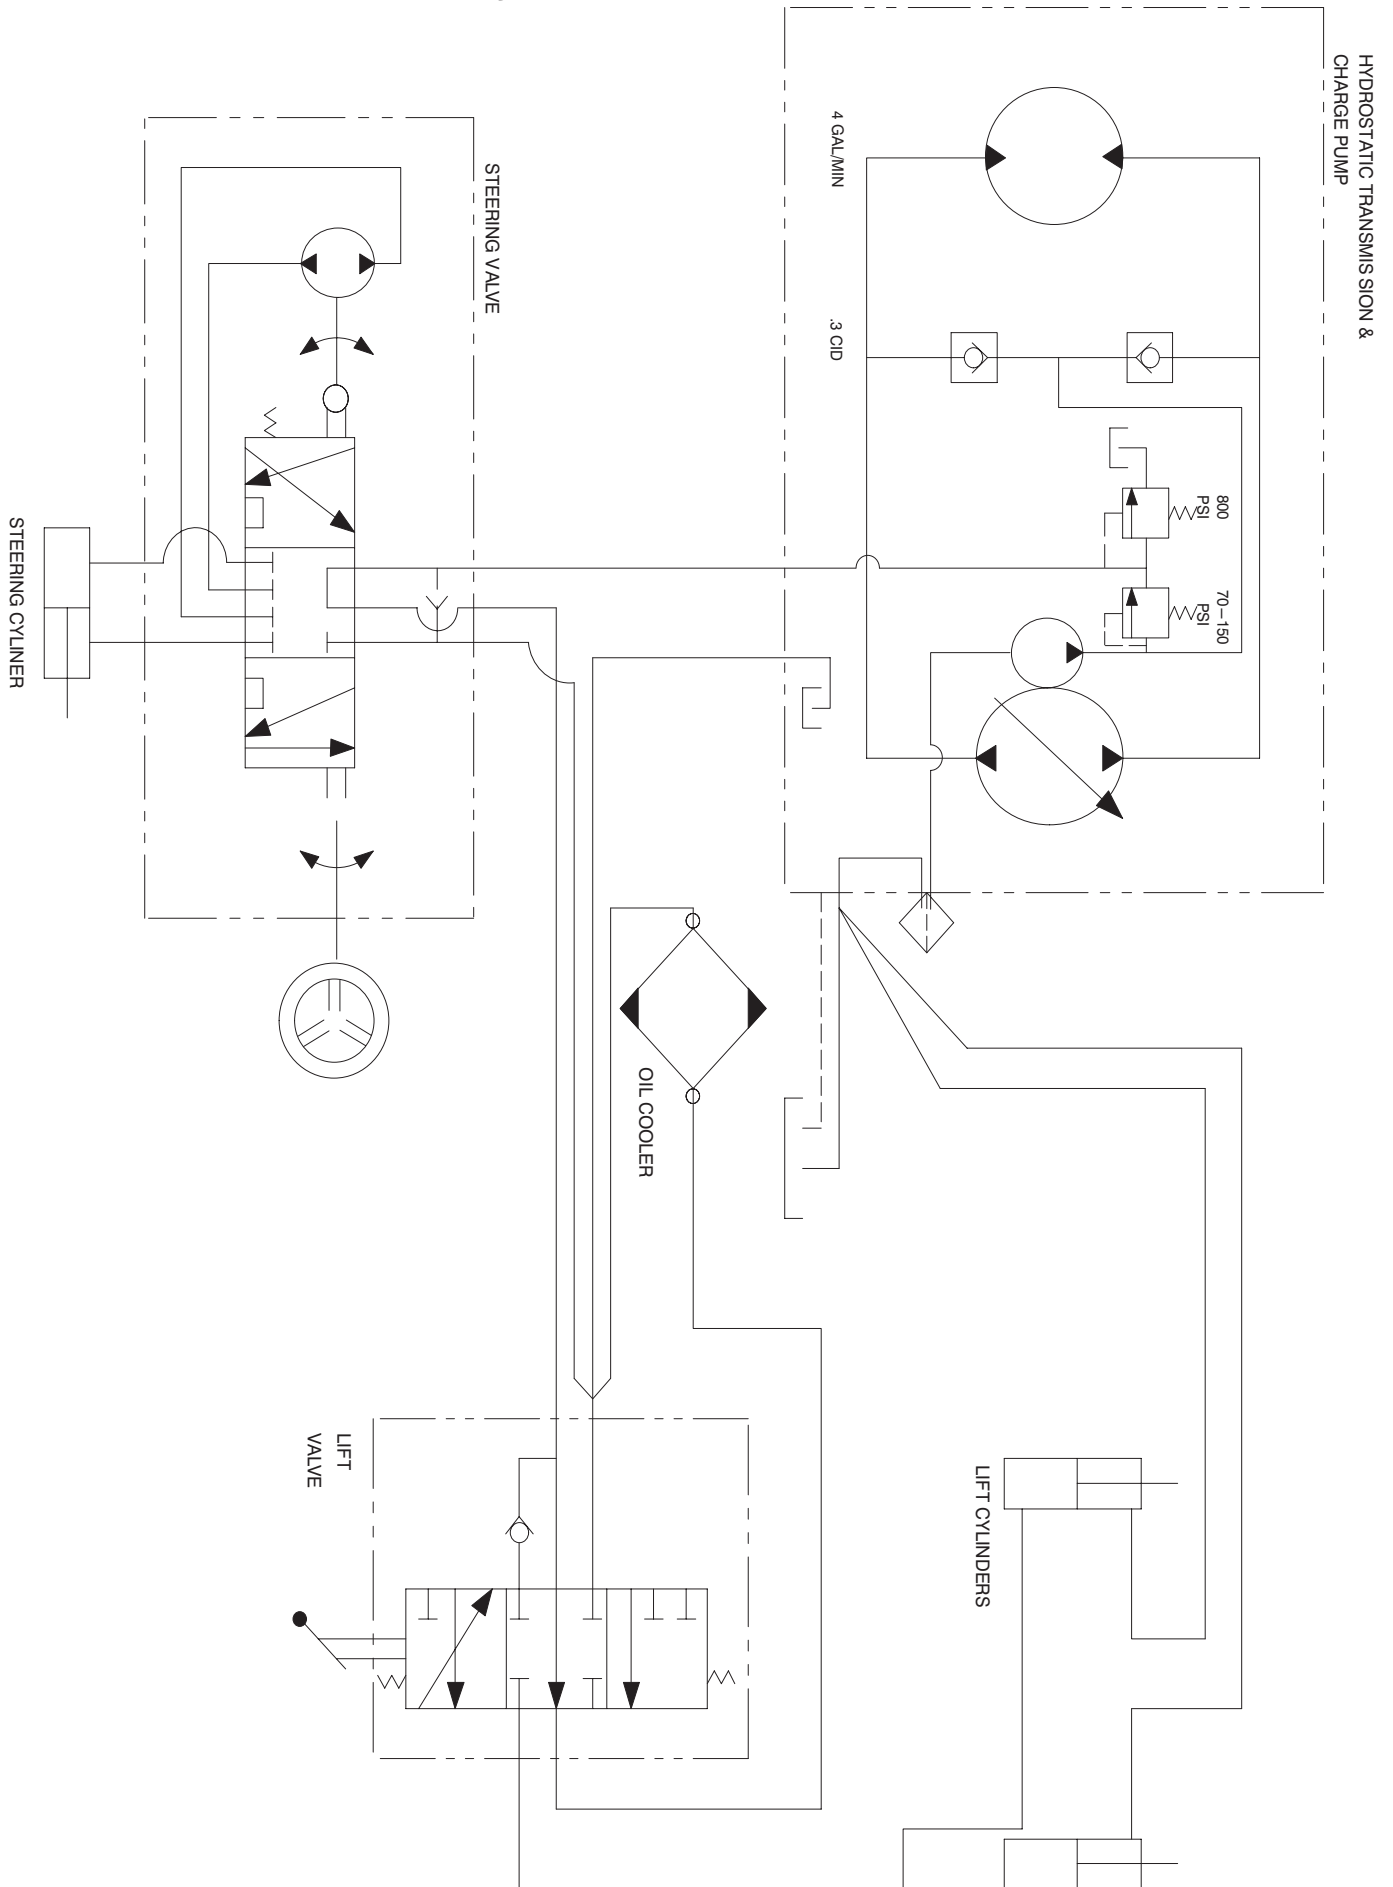 HYDROSTATIC TRANSMIS SION &
CHARGE PUMP
4 GAL/MIN
.3 CID
800
PSI
70–150
PSI
STEERING VALVE
STEERING CYLINER
OIL COOLER
LIFT
VALVE
LIFT CYLINDERS